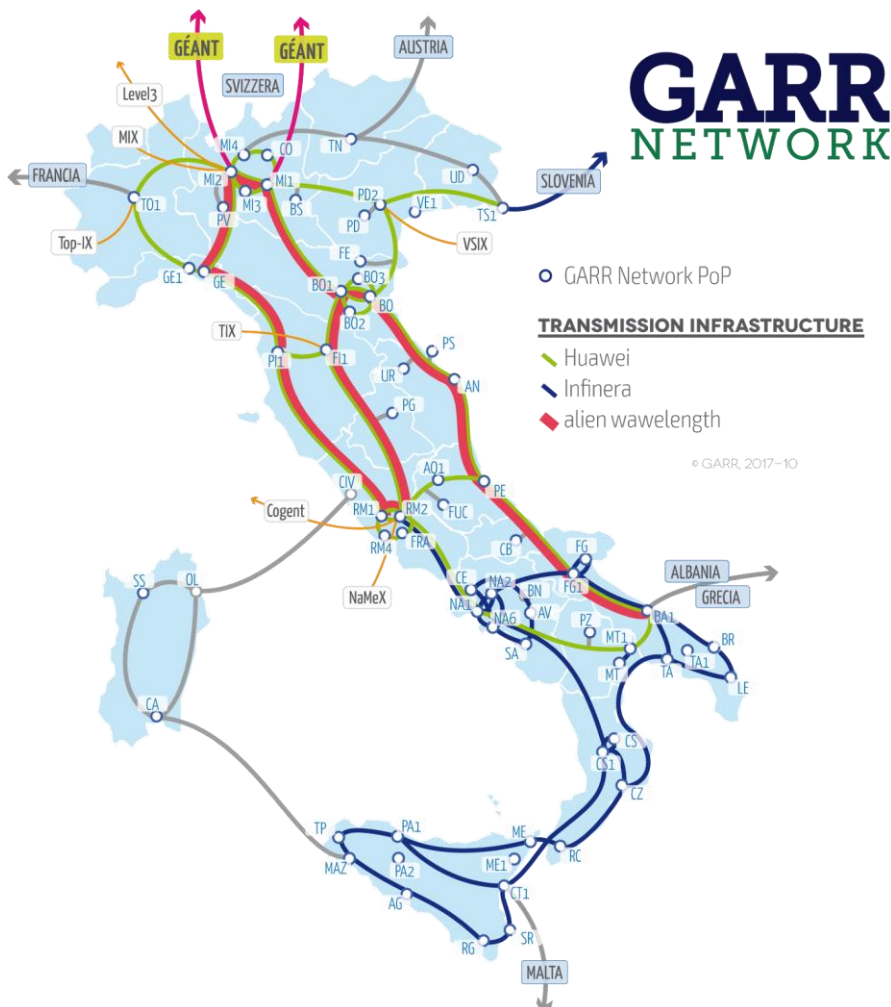 GÉANT
GÉANT
AUSTRIA
SVIZZERA
GARR
NETWORK
Level3
MIX
MI4
CO
TN
FRANCIA
MI2
MI1
UD
SLOVENIA
TO1
PV
MI3
BS
PD2
PD
VE1
TS1
Top-IX
VSIX
GE1
GE
FE
BO3
BO1
BO
BO2
GARR Network PoP
TRANSMISSION INFRASTRUCTURE
Huawei
Infinera
alien wawelength
© GARR, 2017-10
TIX
PI1
FI1
PS
UR
AN
PG
CIV
AQ1
PE
Cogent
RM1
RM2
FUC
RM4
FRA
CB
FG
FG1
NaMeX
CE
NA2
BN
NA1
NA6
AV
SA
PZ
MT1
MT
BA1
ALBANIA
GRECIA
BR
TA
TA1
LE
SS
OL
CA
CS
CS1
CZ
TP
PA1
ME
RC
MAZ
PA2
ME1
CT1
AG
RG
SR
MALTA